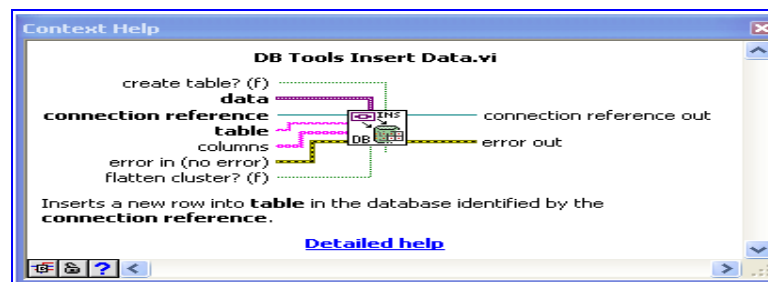 Context Help
DB Tools Insert Data.vi
create table? (f)
data
connection reference
table
columns
error in (no error)
flatten cluster? (f)
INS
DB
connection reference out
error out
Inserts a new row into table in the database identified by the
connection reference.
Detailed help
?